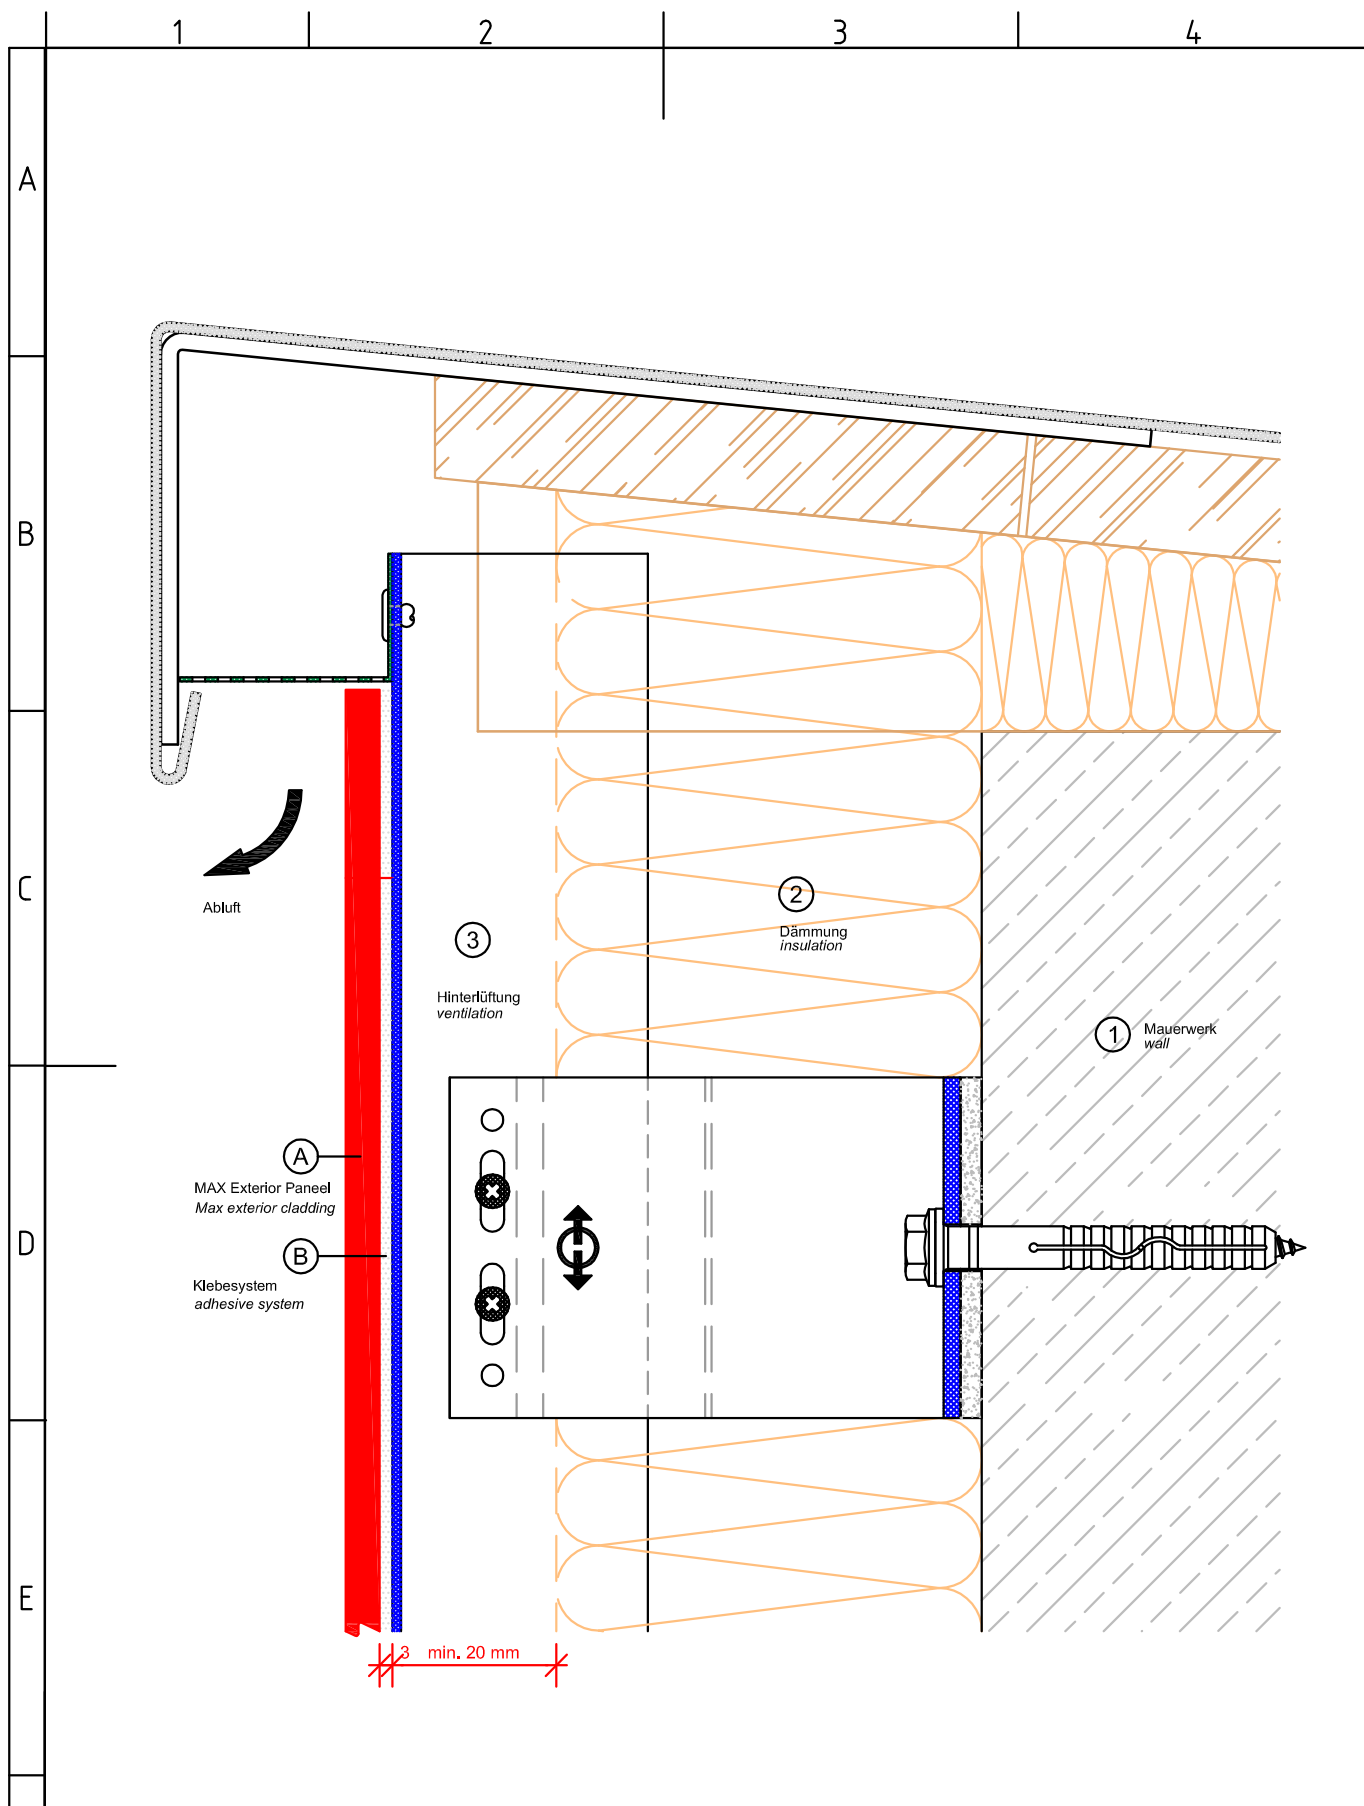 1
2
3
4
A
B
C
D
E
Abluft
3
Hinterlüftung
ventilation
2
Dämmung
insulation
1
Mauerwerk
wall
A
MAX Exterior Paneel
Max exterior cladding
B
Klebesystem
adhesive system
3 min. 20 mm